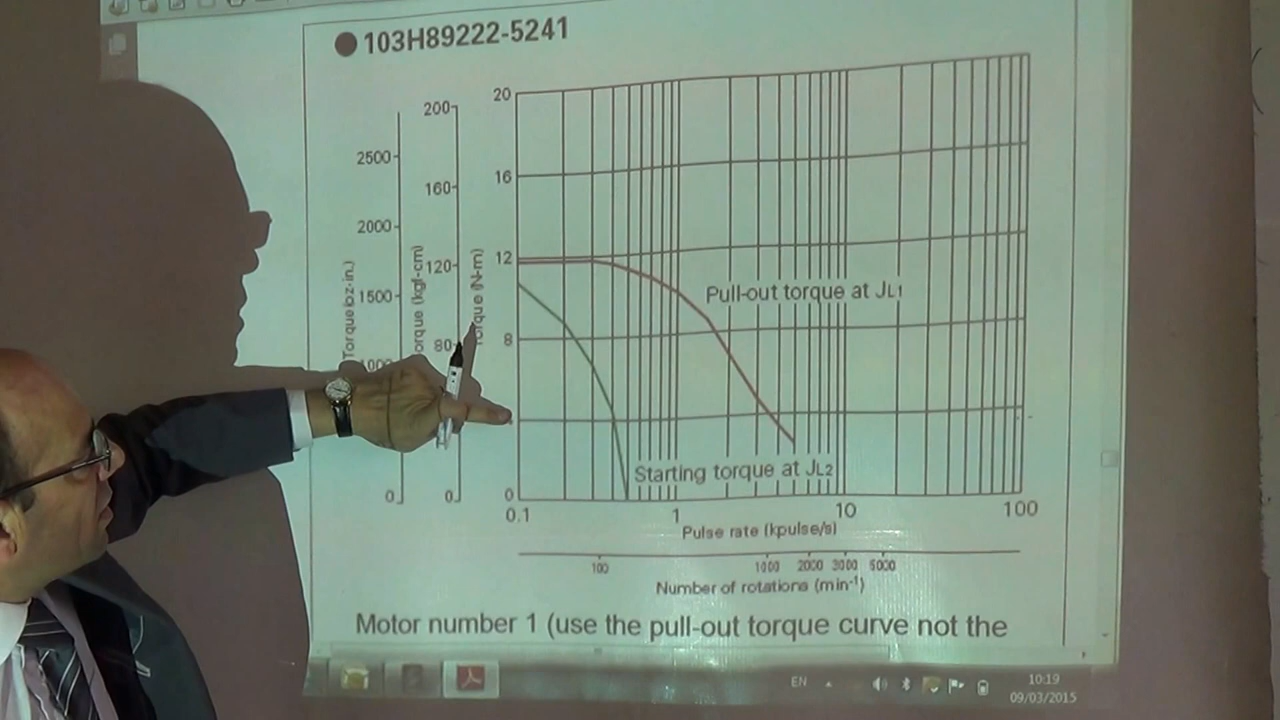 103H89222-5241
200
20
2500
160
16
2000
120
12
1500
80
8
0
0
0
Torque (oz-in.)
orque (kgf-cm)
orque (N-m)
Pull-out torque at JL1
Starting torque at JL2
0.1
1
10
100
Pulse rate (kpulse/s)
100
1000
2000
3000
5000
Number of rotations (min-1)
Motor number 1 (use the pull-out torque curve not the
EN
10:19
09/03/2015